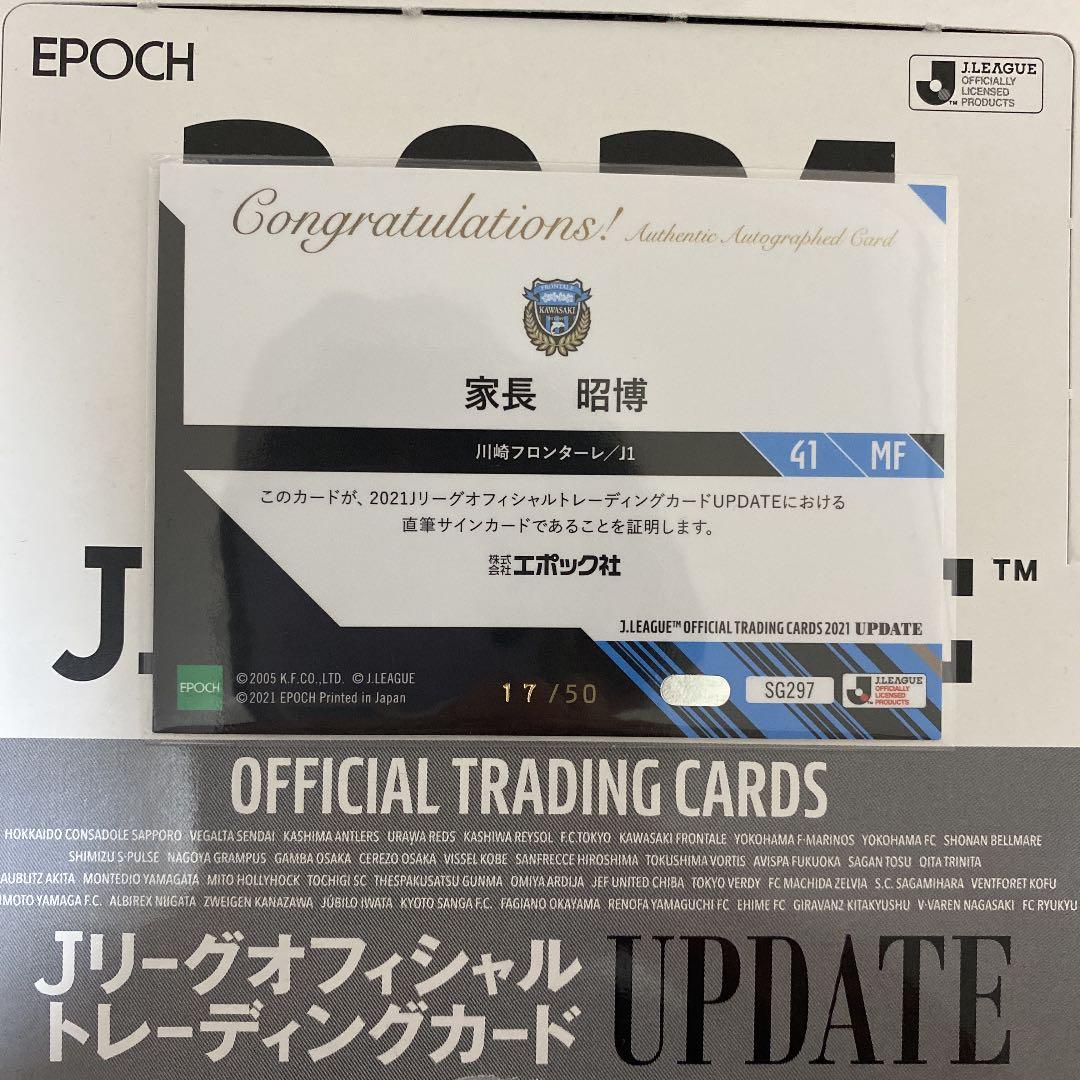 EPOCH
J.LEAGUE
OFFICIALLY
LICENSED
PRODUCTS
TM
Congratulations! Authentic Autographed Card
FRONTALE
KAWASAKI
家長 昭博
川崎フロンターレ/J1
41 MF
このカードが、2021JリーグオフィシャルトレーディングカードUPDATEにおける
直筆サインカードであることを証明します。
株式会社エポック社
J.
E™
J.LEAGUE™ OFFICIAL TRADING CARDS 2021 UPDATE
EPOCH
©2005 K.F.CO.,LTD. © J.LEAGUE
©2021 EPOCH Printed in Japan
17/50
SG297
J.LEAGUE
OFFICIALLY
LICENSED
PRODUCTS
OFFICIAL TRADING CARDS
HOKKAIDO CONSADOLE SAPPORO VEGALTA SENDAI KASHIMA ANTLERS URAWA REDS KASHIWA REYSOL F.C.TOKYO KAWASAKI FRONTALE YOKOHAMA F·MARINOS YOKOHAMA FC SHONAN BELLMARE
SHIMIZU S-PULSE NAGOYA GRAMPUS GAMBA OSAKA CEREZO OSAKA VISSEL KOBE SANFRECCE HIROSHIMA TOKUSHIMA VORTIS AVISPA FUKUOKA SAGAN TOSU OITA TRINITA
AUBLITZ AKITA MONTEDIO YAMAGATA MITO HOLLYHOCK TOCHIGI SC THESPAKUSATSU GUNMA OMIYA ARDIJA JEF UNITED CHIBA TOKYO VERDY FC MACHIDA ZELVIA S.C. SAGAMIHARA VENTFORET KOFU
MOTO YAMAGA F.C. ALBIREX NIIGATA ZWEIGEN KANAZAWA JÚBILO IWATA KYOTO SANGA F.C. FAGIANO OKAYAMA RENOFA YAMAGUCHI FC EHIME FC GIRAVANZ KITAKYUSHU V·VAREN NAGASAKI FC RYUKYU
Jリーグオフィシャル
トレーディングカード
UPDATE